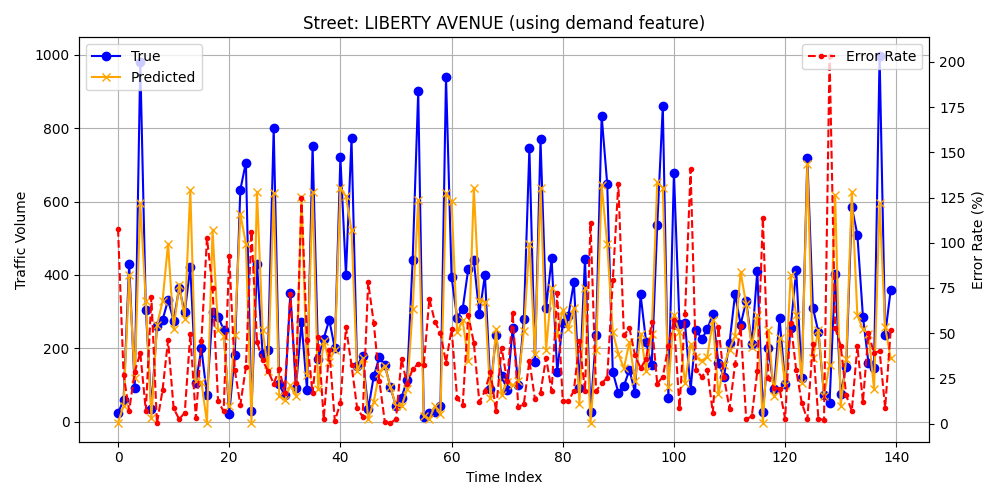 Street: LIBERTY AVENUE (using demand feature)
True
Predicted
Error Rate
Traffic Volume
1000
800
600
400
200
0
200
175
150
125
100
75
50
25
0
Error Rate (%)
0 20 40 60 80 100 120 140
Time Index